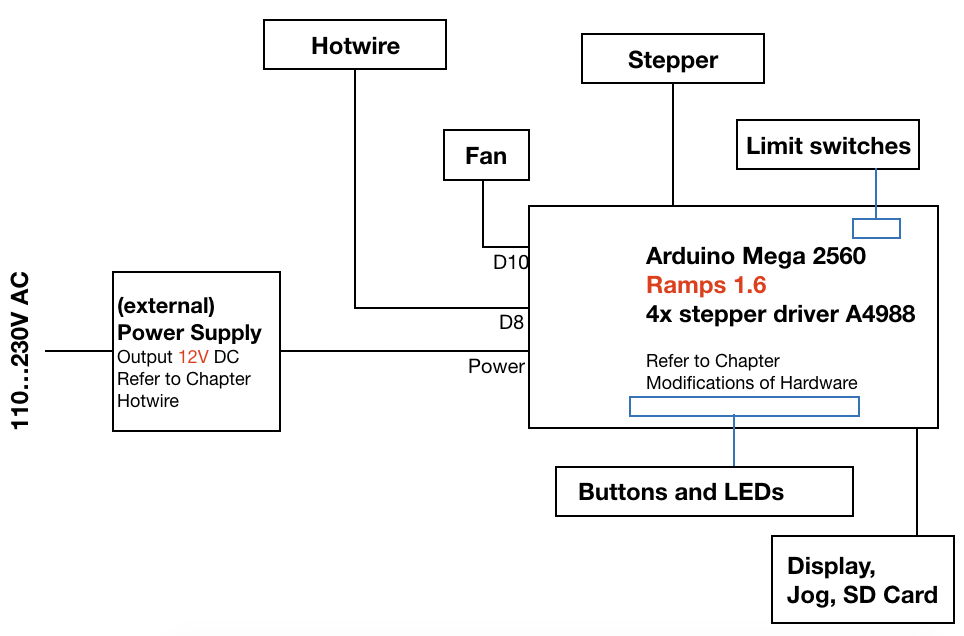 Hotwire
Stepper
Fan
Limit switches
D10
Arduino Mega 2560
Ramps 1.6
4x stepper driver A4988
110...230V AC
(external)
Power Supply
Output 12V DC
Refer to Chapter
Hotwire
D8
Power
Refer to Chapter
Modifications of Hardware
Buttons and LEDs
Display,
Jog, SD Card